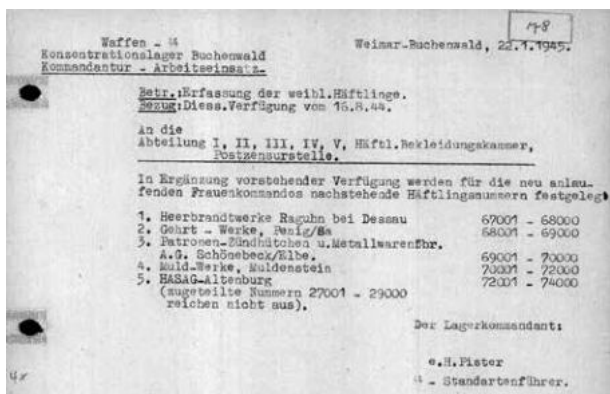 178
Waffen - SS
Weimar-Buchenwald, 22.1.1945.
Konzentrationslager Buchenwald
Kommandantur - Arbeitseinsatz-
Betr.:Erfassung der weibl.Häftlinge.
Bezug:Diess.Verfügung vom 16.8.44.
An die
Abteilung I, II, III, IV, V, Häftl.Bekleidungskammer,
Postzensurstelle.
In Ergänzung vorstehender Verfügung werden für die neu anlau-
fenden Frauenkommandos nachstehende Häftlingsnummern festgelegt
1. Heerbrandtwerke Raguhn bei Dessau 67001 - 68000
2. Gehrt - Werke, Penig/Sa 68001 - 69000
3. Patronen-Zündhütchen u.Metallwarenfbr.
A.G. Schönebeck/Elbe. 69001 - 70000
4. Muld-Werke, Muldenstein 70001 - 72000
5. HASAG-Altenburg 72001 - 74000
(zugeteilte Nummern 27001 - 29000
reichen nicht aus).
Der Lagerkommandant:
e.H.Pister
SS - Standartenführer.
4x